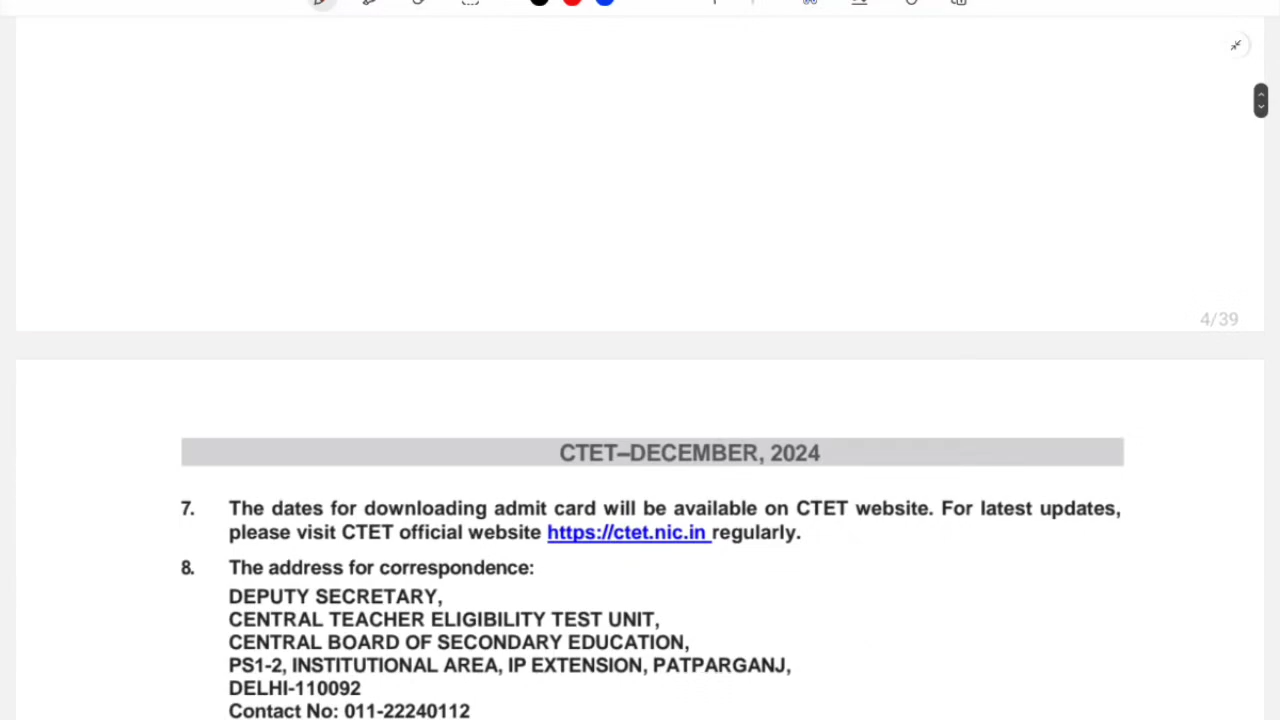 4/39
CTET–DECEMBER, 2024
7. The dates for downloading admit card will be available on CTET website. For latest updates,
please visit CTET official website https://ctet.nic.in regularly.
8. The address for correspondence:
DEPUTY SECRETARY,
CENTRAL TEACHER ELIGIBILITY TEST UNIT,
CENTRAL BOARD OF SECONDARY EDUCATION,
PS1-2, INSTITUTIONAL AREA, IP EXTENSION, PATPARGANJ,
DELHI-110092
Contact No: 011-22240112